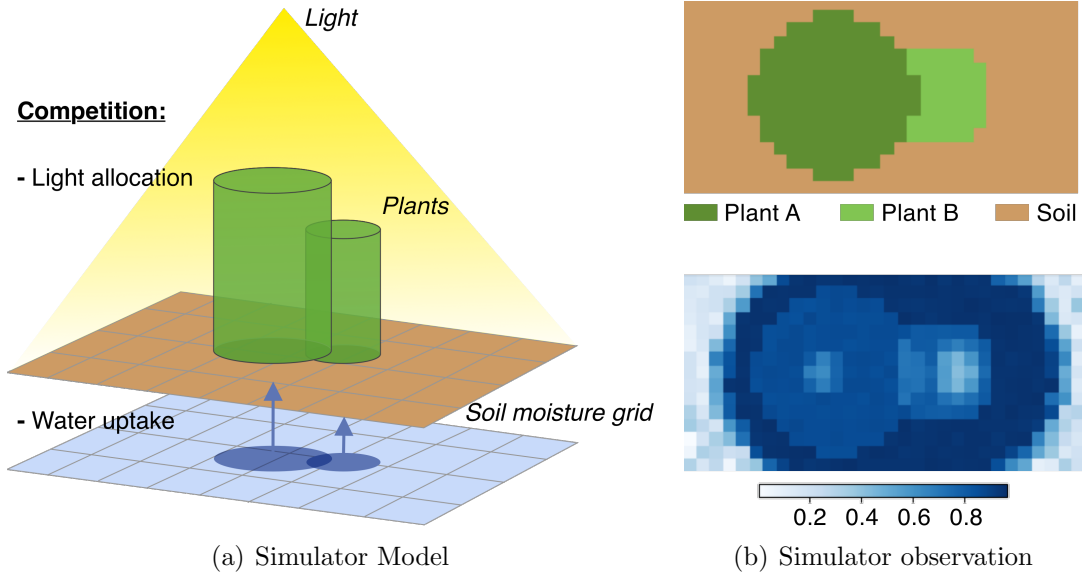 Light
Competition:
- Light allocation
Plants
- Water uptake
Soil moisture grid
(a) Simulator Model
Plant A Plant B Soil
0.2 0.4 0.6 0.8
(b) Simulator observation